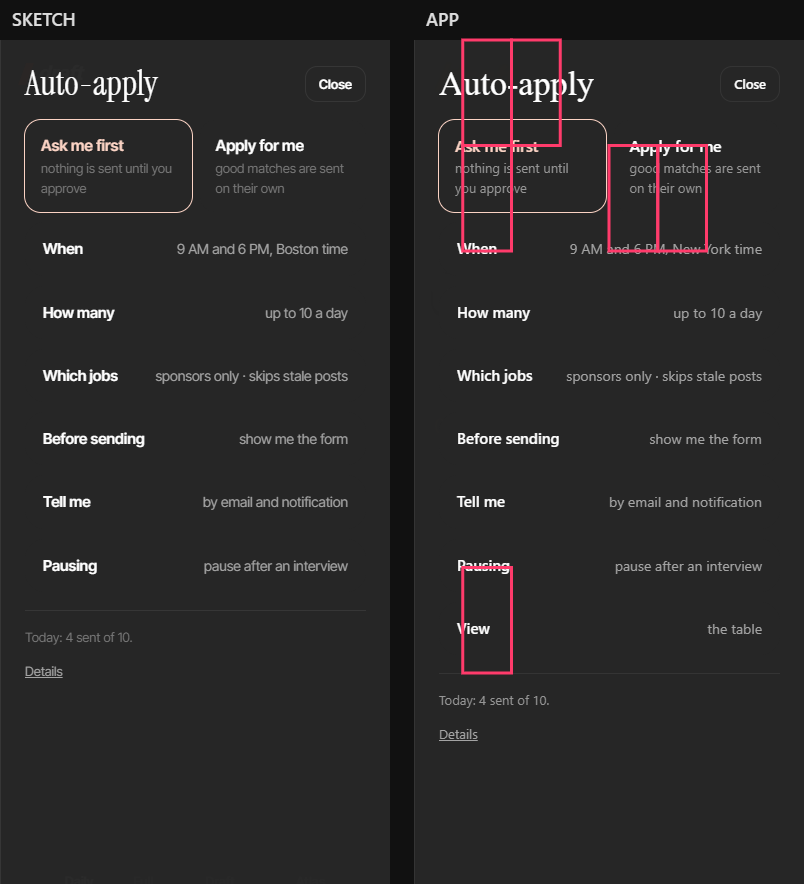 SKETCH
Auto-apply
Close
Ask me first
nothing is sent until you
approve
Apply for me
good matches are sent
on their own
When
9 AM and 6 PM, Boston time
How many
up to 10 a day
Which jobs
sponsors only · skips stale posts
Before sending
show me the form
Tell me
by email and notification
Pausing
pause after an interview
Today: 4 sent of 10.
Details
APP
Auto-apply
Close
Ask me first
nothing is sent until
you approve
Apply for me
good matches are sent
on their own
When
9 AM and 6 PM, New York time
How many
up to 10 a day
Which jobs
sponsors only · skips stale posts
Before sending
show me the form
Tell me
by email and notification
Pausing
pause after an interview
View
the table
Today: 4 sent of 10.
Details